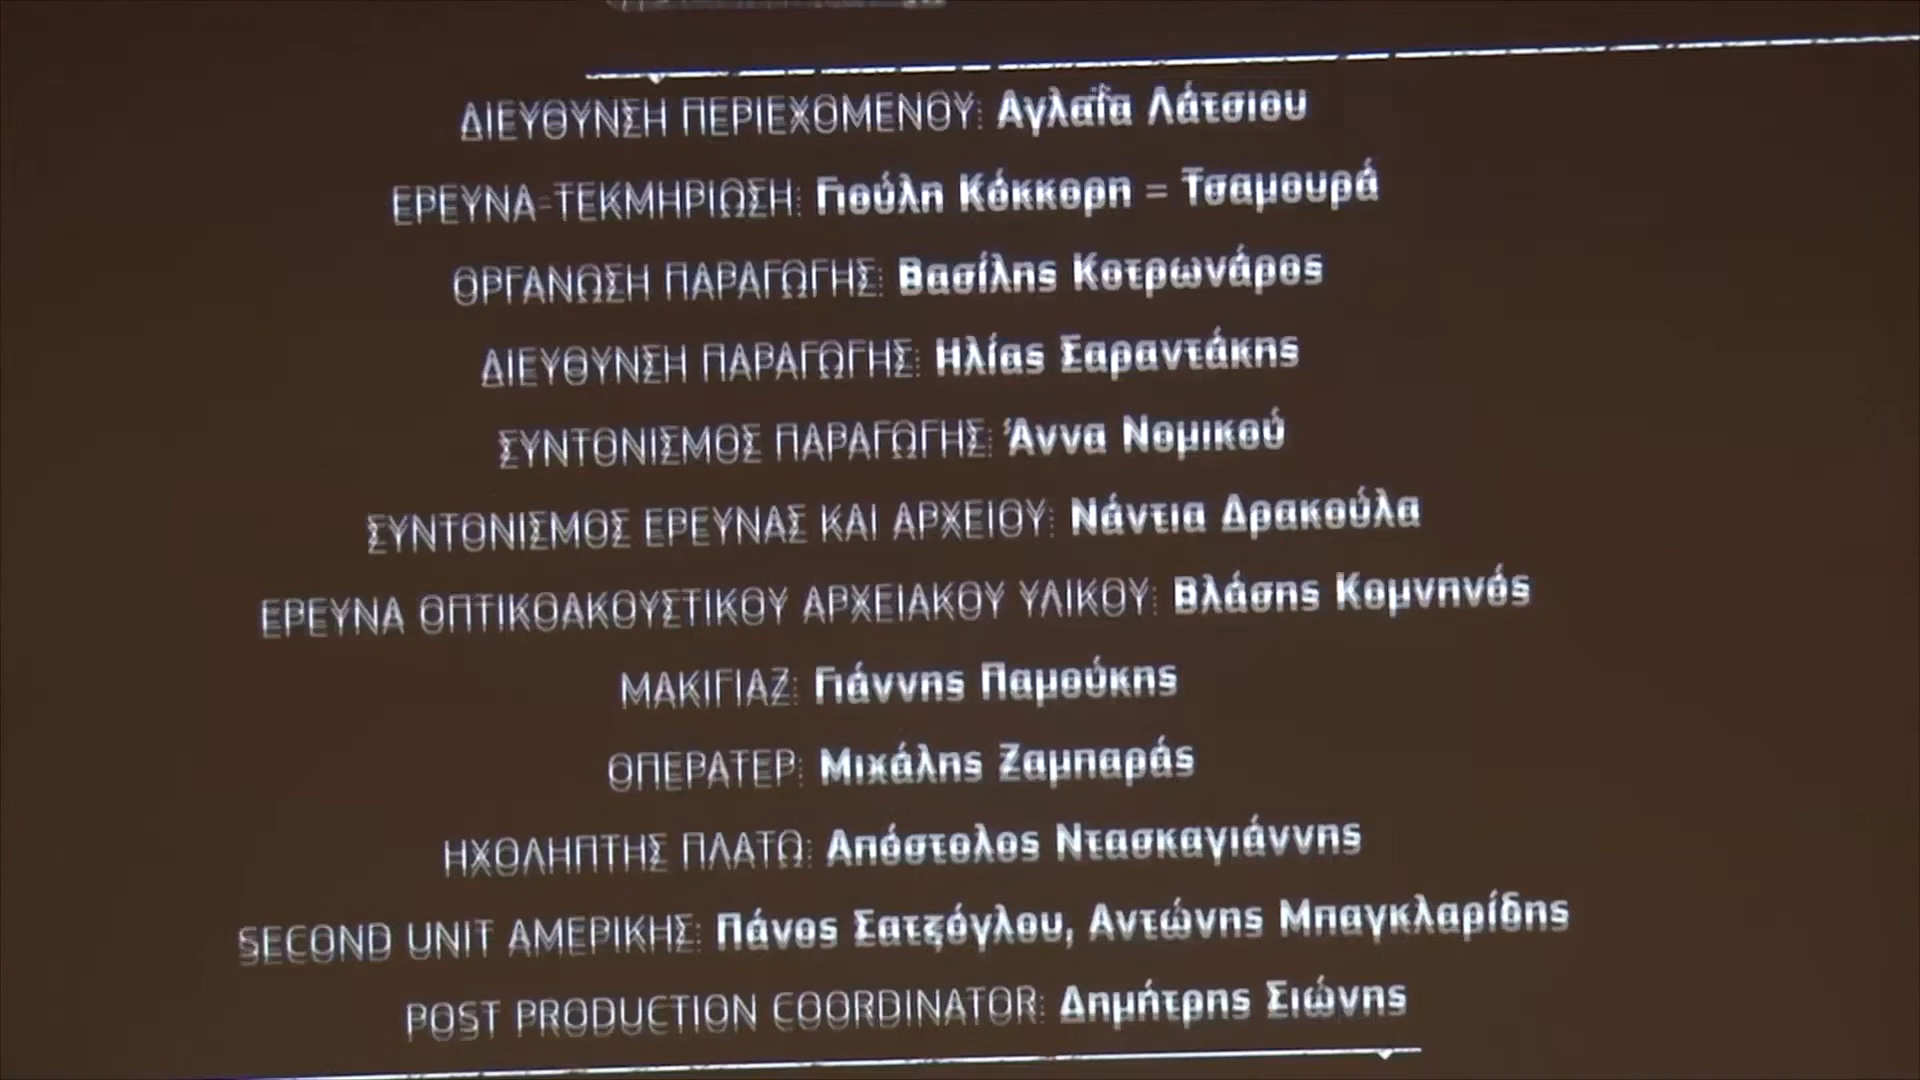 ΔΙΕΥΘΥΝΣΗ ΠΕΡΙΕΧΟΜΕΝΟΥ: Αγλαΐα Λάτσιου
ΕΡΕΥΝΑ-ΤΕΚΜΗΡΙΩΣΗ: Γιούλη Κόκκορη - Τσαμουρά
ΟΡΓΑΝΩΣΗ ΠΑΡΑΓΩΓΗΣ: Βασίλης Κοτρωνάρος
ΔΙΕΥΘΥΝΣΗ ΠΑΡΑΓΩΓΗΣ: Ηλίας Σαραντάκης
ΣΥΝΤΟΝΙΣΜΟΣ ΠΑΡΑΓΩΓΗΣ: Άννα Νομικού
ΣΥΝΤΟΝΙΣΜΟΣ ΕΡΕΥΝΑΣ ΚΑΙ ΑΡΧΕΙΟΥ: Νάντια Δρακούλα
ΕΡΕΥΝΑ ΟΠΤΙΚΟΑΚΟΥΣΤΙΚΟΥ ΑΡΧΕΙΑΚΟΥ ΥΛΙΚΟΥ: Βλάσης Κομνηνός
ΜΑΚΙΓΙΑΖ: Γιάννης Παμούκης
ΟΠΕΡΑΤΕΡ: Μιχάλης Ζαμπαράς
ΗΧΟΛΗΠΤΗΣ ΠΛΑΤΩ: Απόστολος Ντασκαγιάννης
SECOND UNIT ΑΜΕΡΙΚΗΣ: Πάνος Σατζόγλου, Αντώνης Μπαγκλαρίδης
POST PRODUCTION COORDINATOR: Δημήτρης Σιώνης